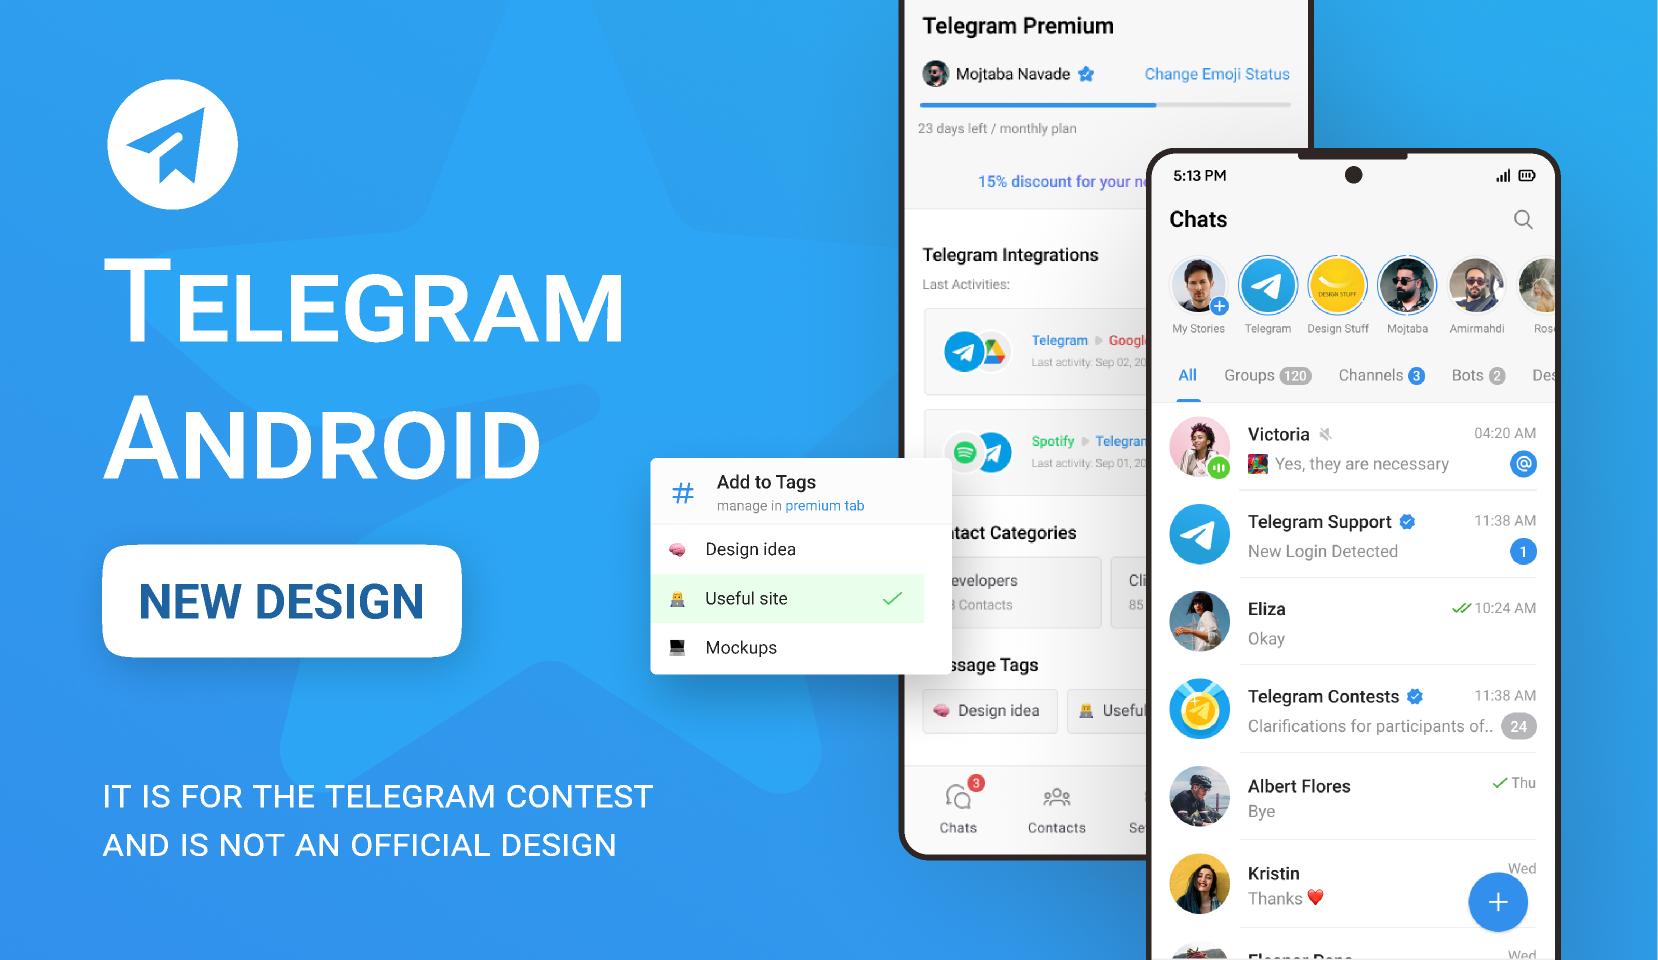 TELEGRAM
ANDROID
NEW DESIGN
IT IS FOR THE TELEGRAM CONTEST
AND IS NOT AN OFFICIAL DESIGN
Add to Tags
manage in premium tab
Design idea
Useful site
Mockups
Telegram Premium
Mojtaba Navade
Change Emoji Status
23 days left / monthly plan
15% discount for your
Telegram Integrations
Last Activities:
Telegram
Last activity: Sep 02,
Spotify
Last activity: Sep 01,
Categories
Contacts
85
Tags
Design idea
3
Chats
Contacts
5:13 PM
Chats
My Stories
Telegram
DESIGN STUFF
Design Stuff
Mojtaba
Amirmahdi
All
Groups 120
Channels 3
Bots 2
Victoria
04:20 AM
Yes, they are necessary
@
Telegram Support
11:38 AM
New Login Detected
1
Eliza
10:24 AM
Okay
Telegram Contests
11:38 AM
Clarifications for participants of..
24
Albert Flores
Thu
Bye
Kristin
Wed
Thanks ❤️
+
Wed